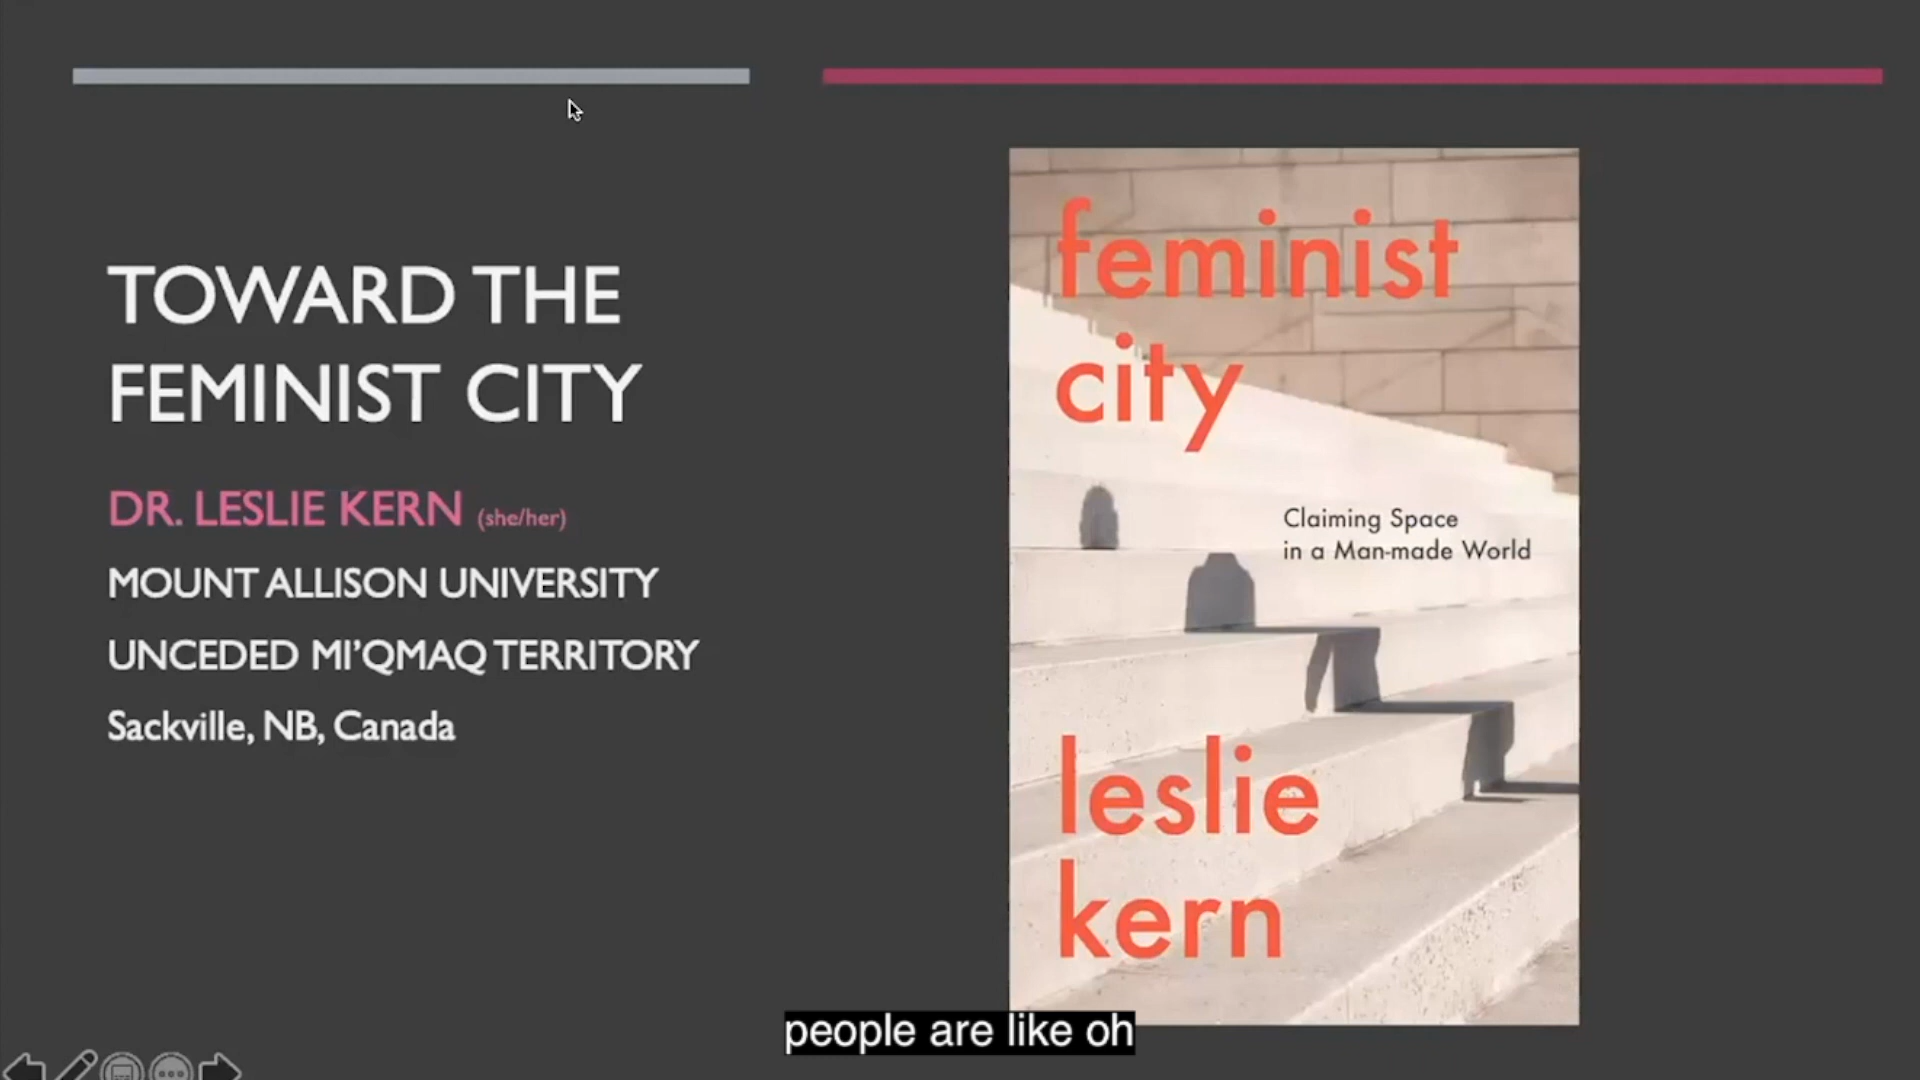 TOWARD THE
FEMINIST CITY
DR. LESLIE KERN (she/her)
MOUNT ALLISON UNIVERSITY
UNCEDED MI'QMAQ TERRITORY
Sackville, NB, Canada
feminist
city
Claiming Space
in a Man-made World
leslie
kern
people are like oh